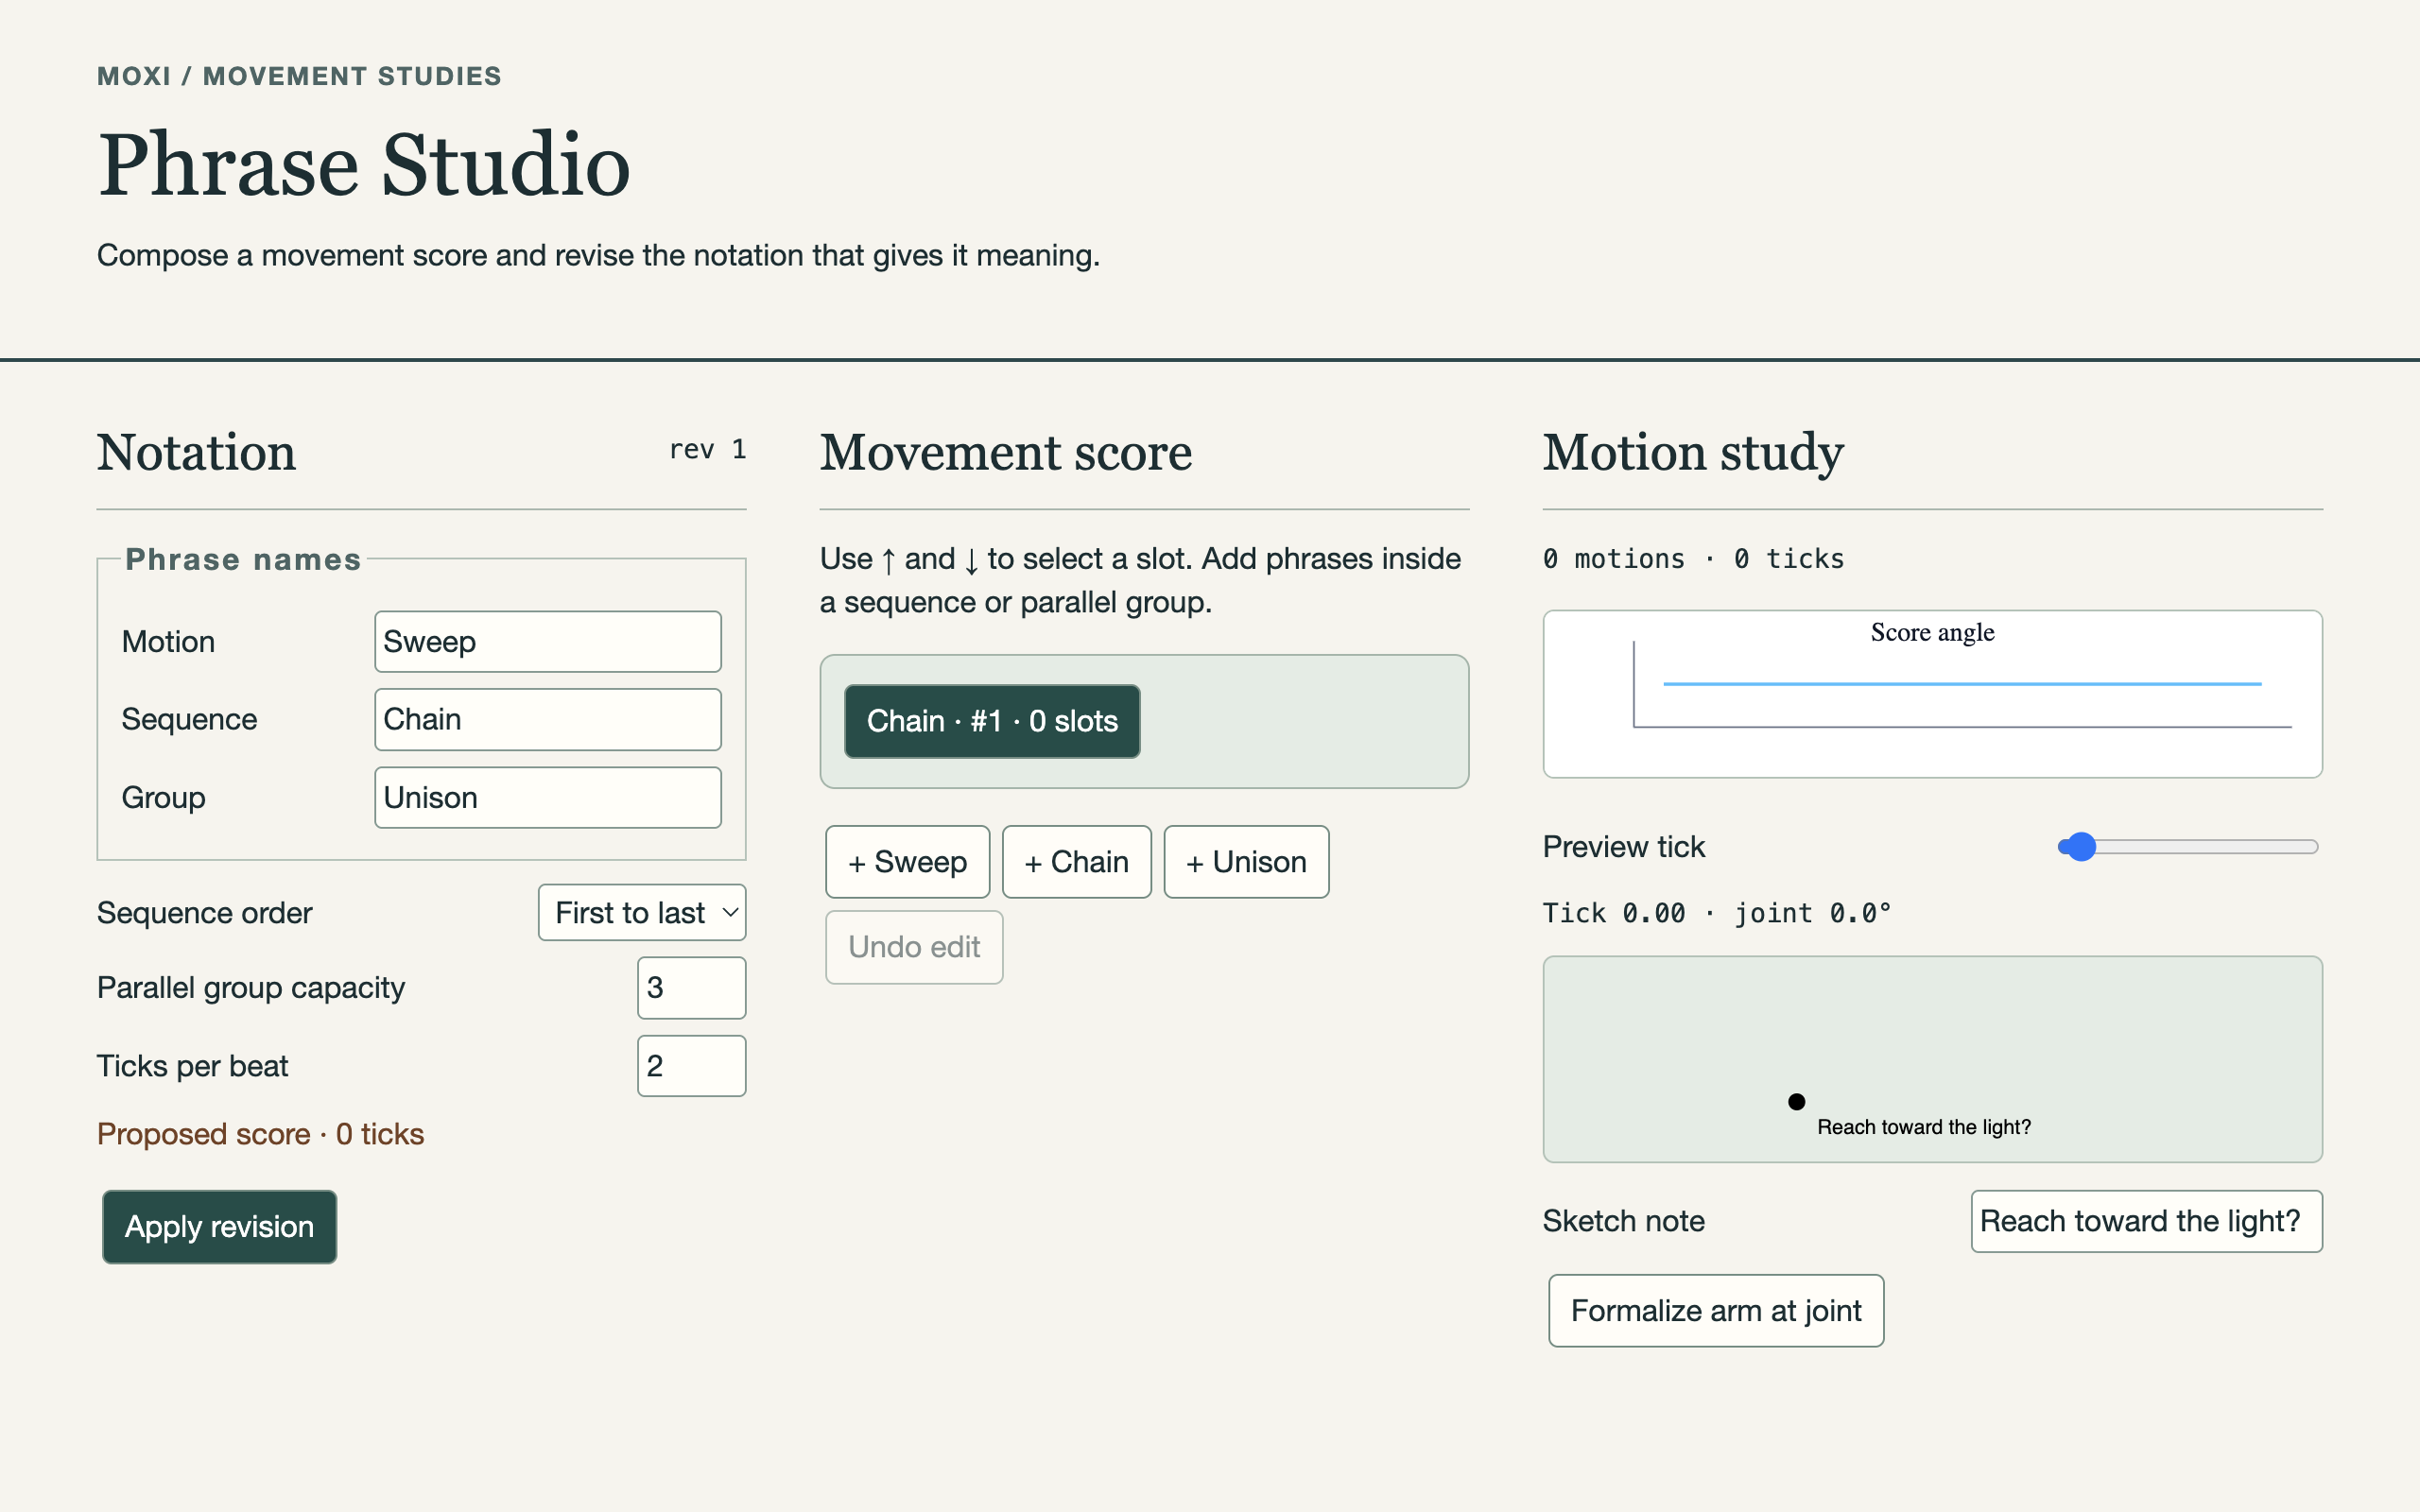 MOXI / MOVEMENT STUDIES
Phrase Studio
Compose a movement score and revise the notation that gives it meaning.
Notation
rev 1
Phrase names
Motion
Sweep
Sequence
Chain
Group
Unison
Sequence order
First to last
Parallel group capacity
3
Ticks per beat
2
Proposed score · 0 ticks
Apply revision
Movement score
Use ↑ and ↓ to select a slot. Add phrases inside
a sequence or parallel group.
Chain · #1 · 0 slots
+ Sweep
+ Chain
+ Unison
Undo edit
Motion study
0 motions · 0 ticks
Score angle
Preview tick
Tick 0.00 · joint 0.0°
Reach toward the light?
Sketch note
Reach toward the light?
Formalize arm at joint